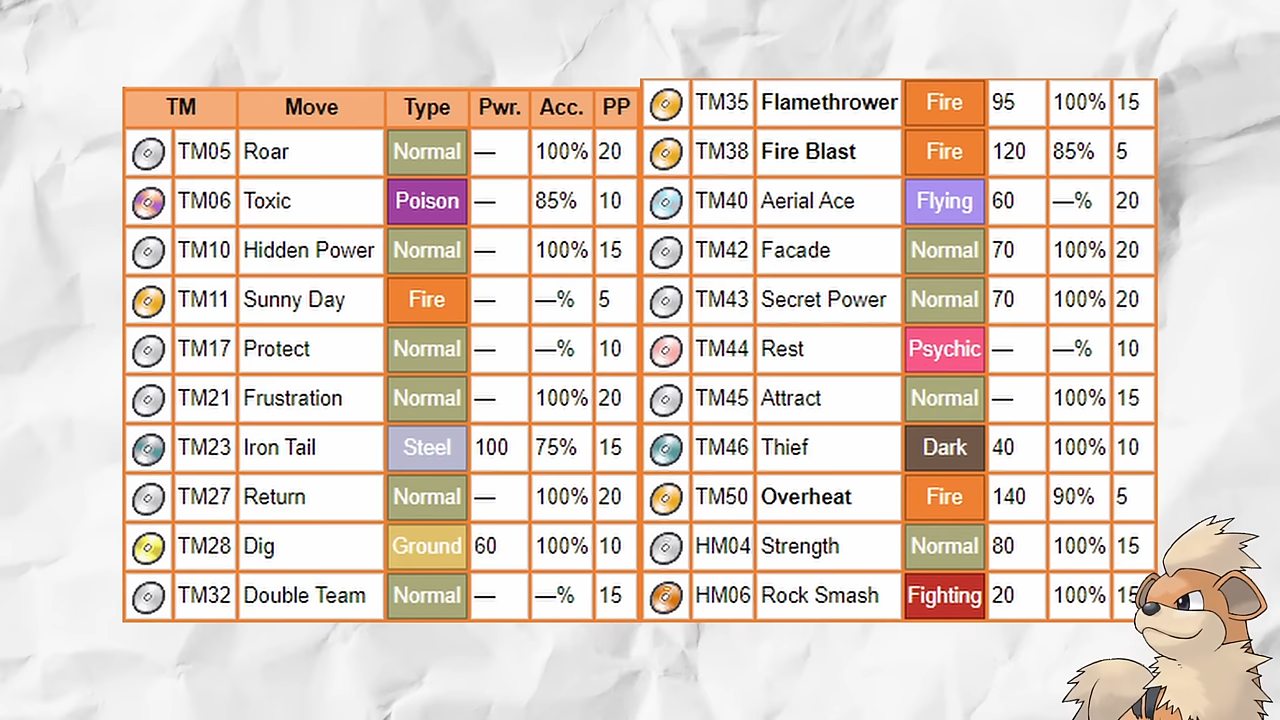 TM Move Type Pwr. Acc. PP
TM05 Roar Normal — 100% 20
TM06 Toxic Poison — 85% 10
TM10 Hidden Power Normal — 100% 15
TM11 Sunny Day Fire — —% 5
TM17 Protect Normal — —% 10
TM21 Frustration Normal — 100% 20
TM23 Iron Tail Steel 100 75% 15
TM27 Return Normal — 100% 20
TM28 Dig Ground 60 100% 10
TM32 Double Team Normal — —% 15
TM35 Flamethrower Fire 95 100% 15
TM38 Fire Blast Fire 120 85% 5
TM40 Aerial Ace Flying 60 —% 20
TM42 Facade Normal 70 100% 20
TM43 Secret Power Normal 70 100% 20
TM44 Rest Psychic — —% 10
TM45 Attract Normal — 100% 15
TM46 Thief Dark 40 100% 10
TM50 Overheat Fire 140 90% 5
HM04 Strength Normal 80 100% 15
HM06 Rock Smash Fighting 20 100% 15